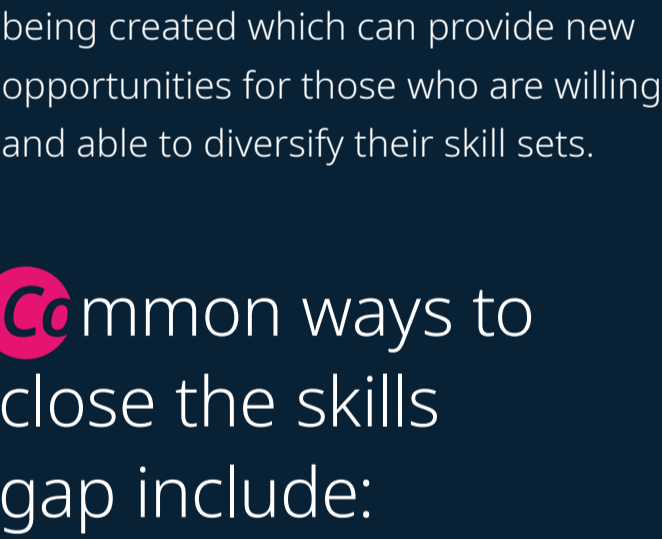 being created which can provide new
opportunities for those who are willing
and able to diversify their skill sets.
Common ways to
close the skills
gap include: